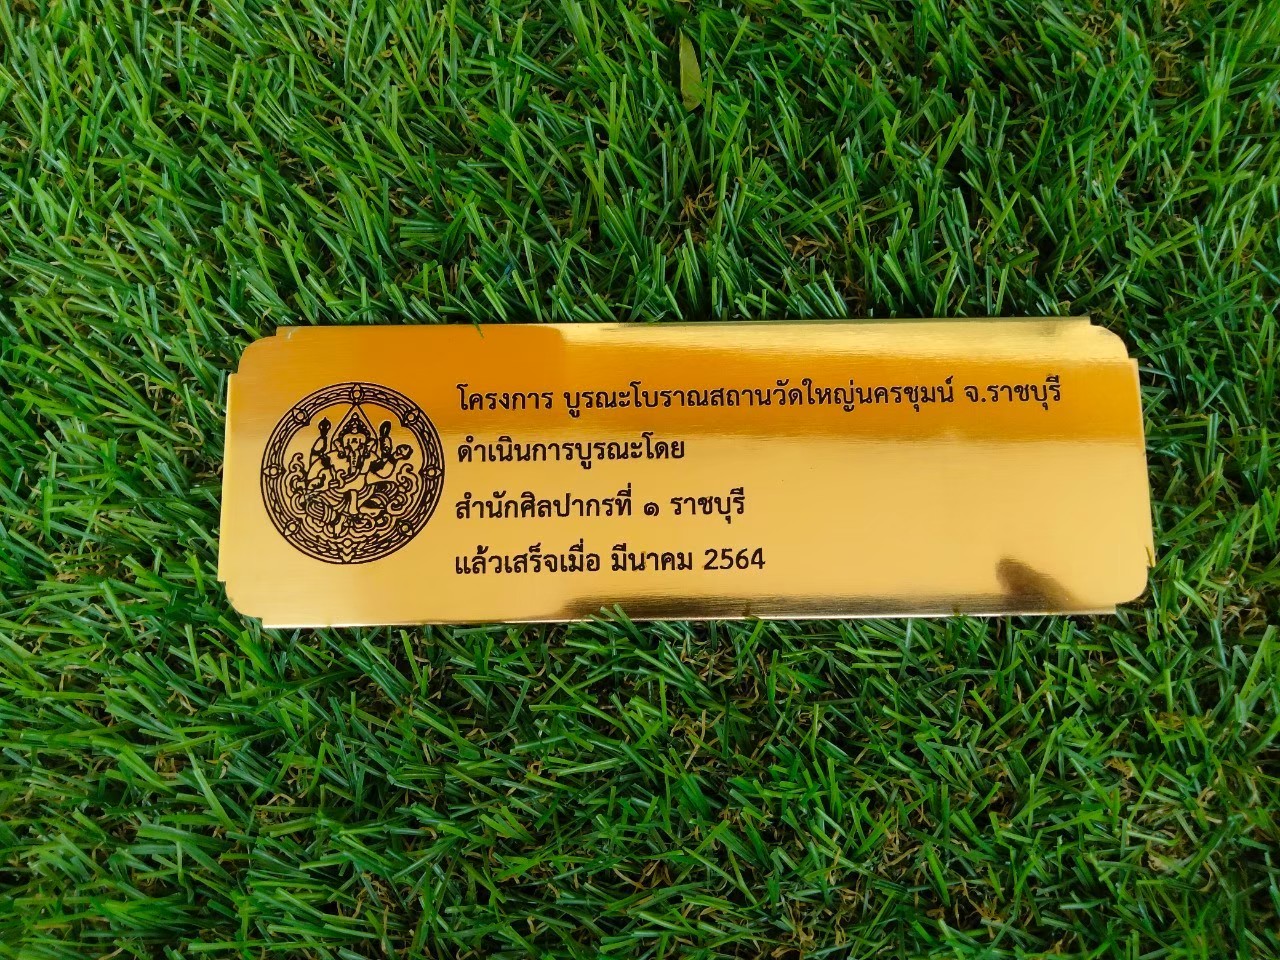 โครงการ บูรณะโบราณสถานวัดใหญ่นครชุมน์ จ.ราชบุรี
ดำเนินการบูรณะโดย
สำนักศิลปากรที่ ๑ ราชบุรี
แล้วเสร็จเมื่อ มีนาคม 2564